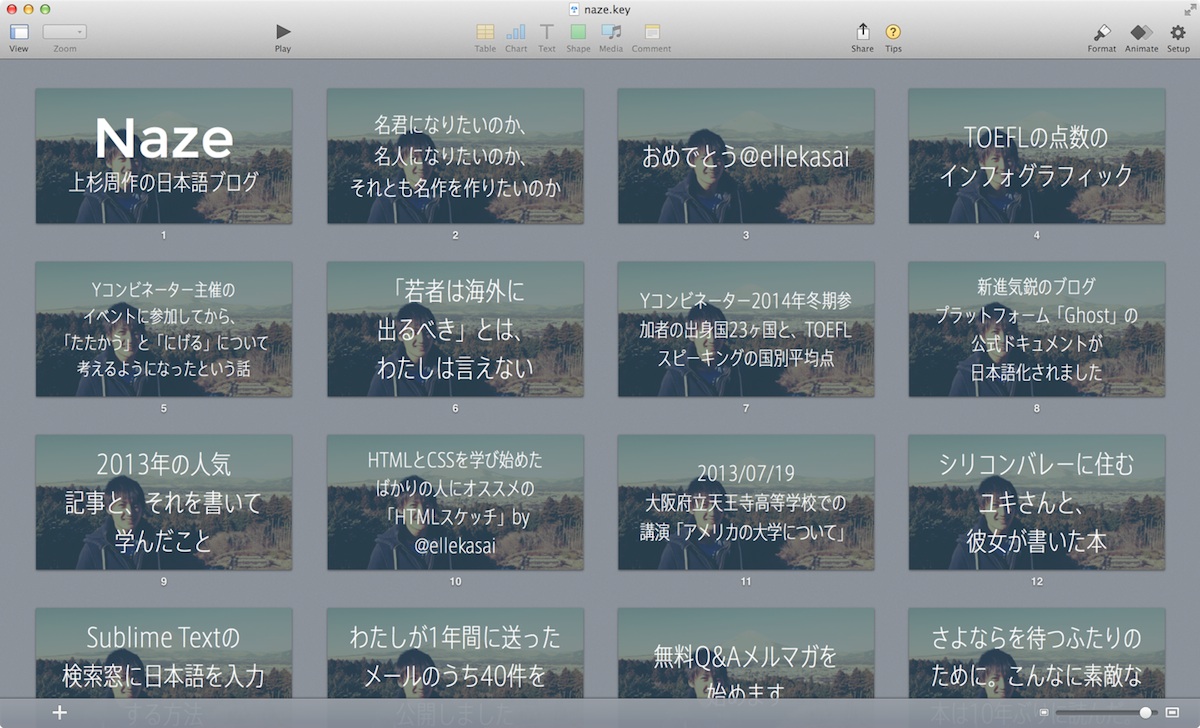 naze.key
View
Zoom
Play
Table
Chart
Text
Shape
Media
Comment
Share
Tips
Format
Animate
Setup
Naze
上杉周作の日本語ブログ
1
名君になりたいのか、
名人になりたいのか、
それとも名作を作りたいのか
2
おめでとう@ellekasai
3
TOEFLの点数の
インフォグラフィック
4
Yコンビネーター主催の
イベントに参加してから、
「たたかう」と「にげる」について
考えるようになったという話
5
「若者は海外に
出るべき」とは、
わたしは言えない
6
Yコンビネーター2014年冬期参
加者の出身国23ヶ国と、TOEFL
スピーキングの国別平均点
7
新進気鋭のブログ
プラットフォーム「Ghost」の
公式ドキュメントが
日本語化されました
8
2013年の人気
記事と、それを書いて
学んだこと
9
HTMLとCSSを学び始めた
ばかりの人にオススメの
「HTMLスケッチ」by
@ellekasai
10
2013/07/19
大阪府立天王寺高等学校での
講演「アメリカの大学について」
11
シリコンバレーに住む
ユキさんと、
彼女が書いた本
12
Sublime Textの
検索窓に日本語を入力
する方法
わたしが1年間に送った
メールのうち40件を
公開しました
無料Q&Aメルマガを
始めます
さよならを待つふたりの
ために。こんなに素敵な